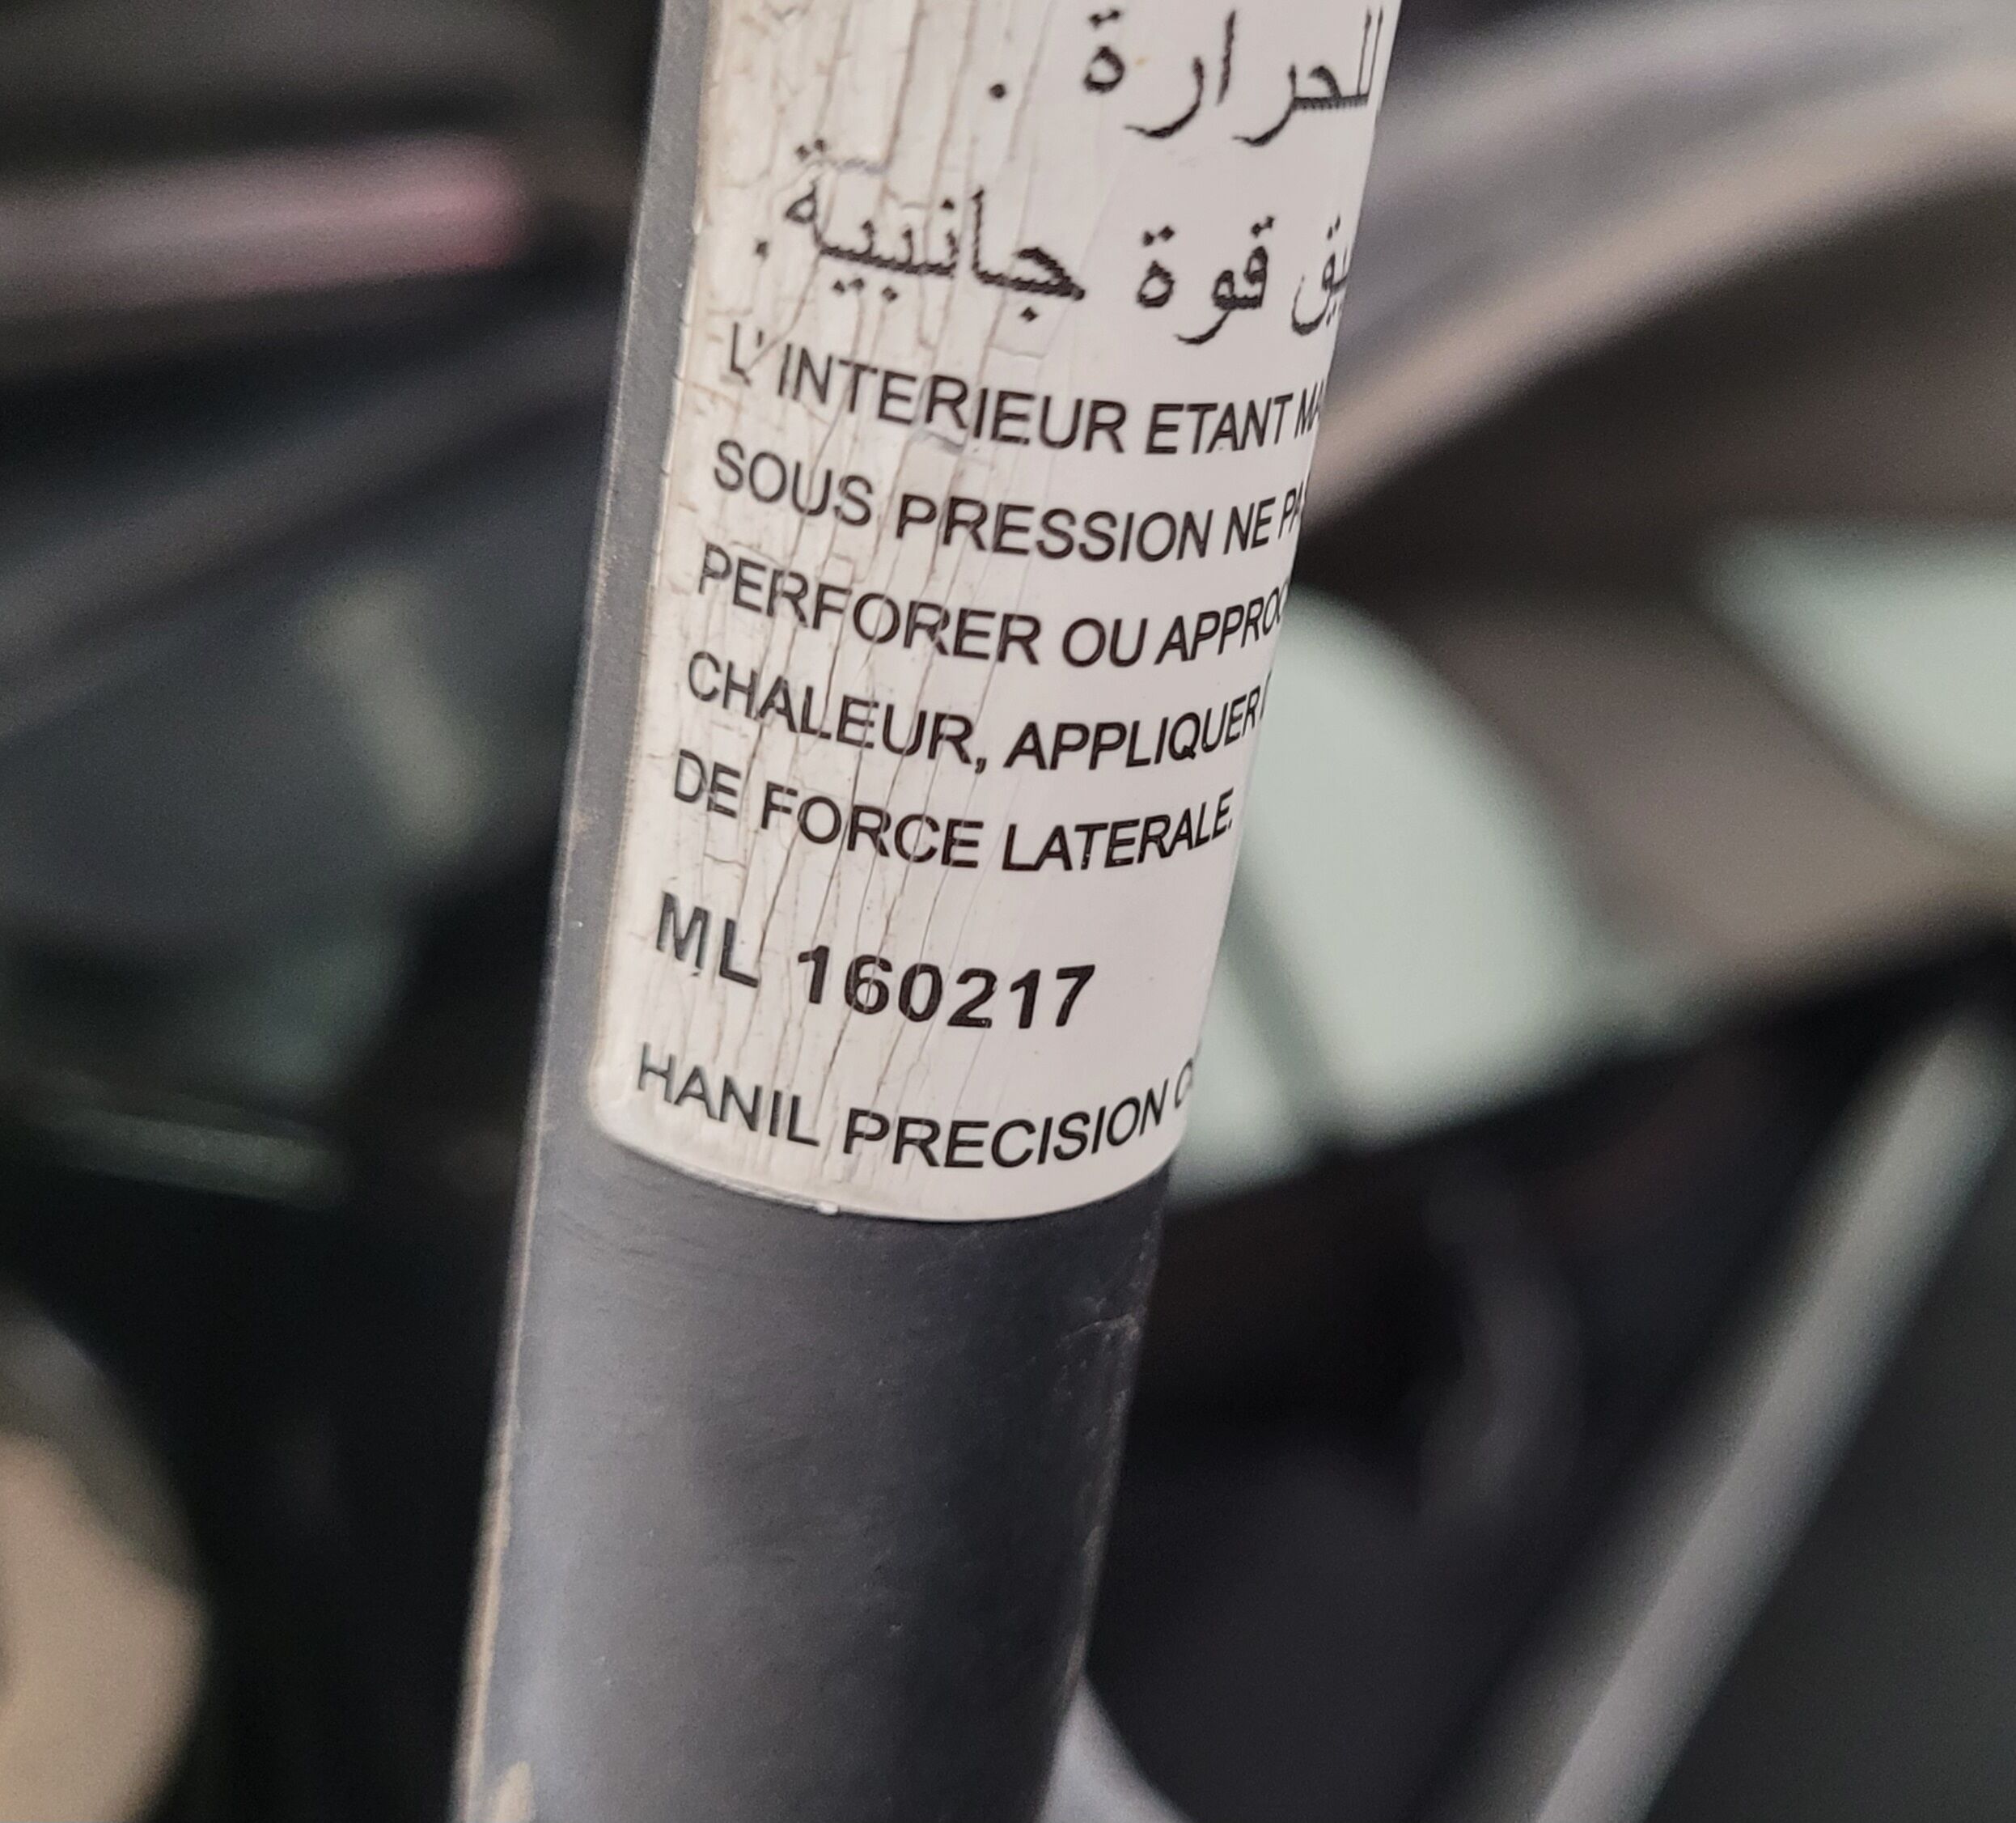 للحرارة .
قوة جانبية.
L' INTERIEUR ETANT
SOUS PRESSION NE
PERFORER OU
CHALEUR, APPLIQUER
DE FORCE LATERALE.
ML 160217
HANIL PRECISION